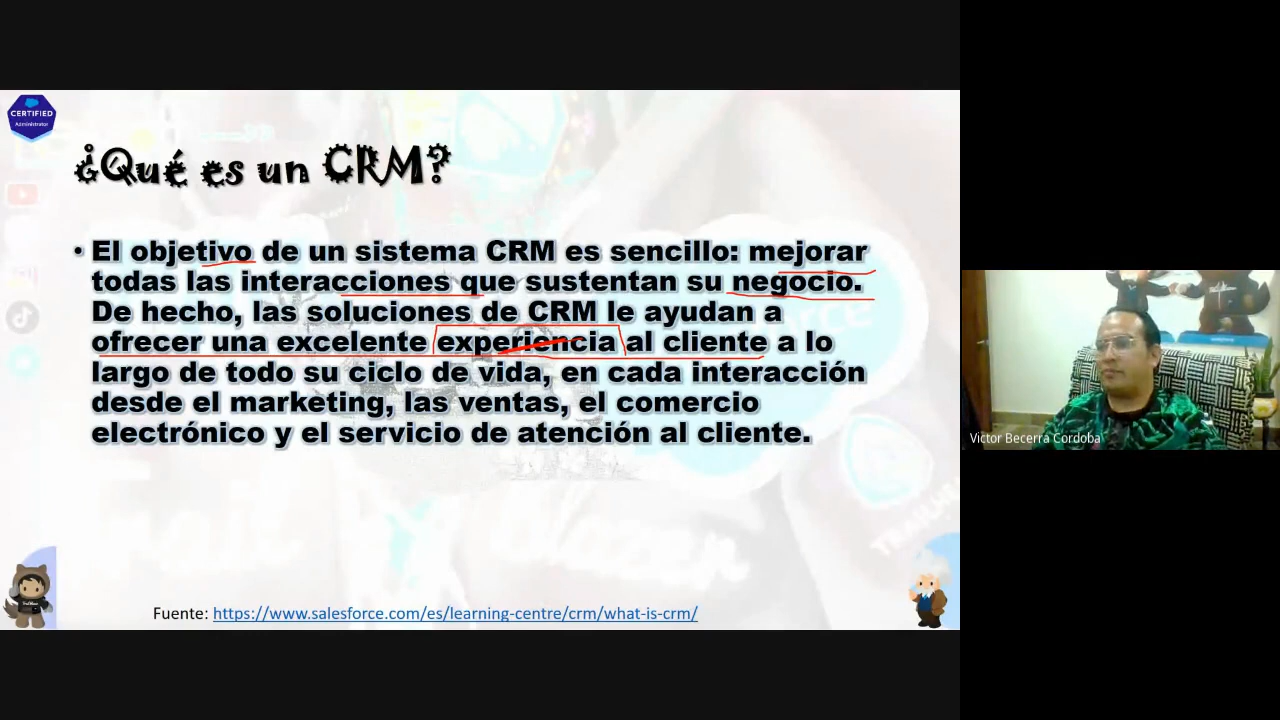 CERTIFIED
Administrator
¿Qué es un CRM?
• El objetivo de un sistema CRM es sencillo: mejorar
todas las interacciones que sustentan su negocio.
De hecho, las soluciones de CRM le ayudan a
ofrecer una excelente experiencia al cliente a lo
largo de todo su ciclo de vida, en cada interacción
desde el marketing, las ventas, el comercio
electrónico y el servicio de atención al cliente.
Fuente: https://www.salesforce.com/es/learning-centre/crm/what-is-crm/
Victor Becerra Cordoba